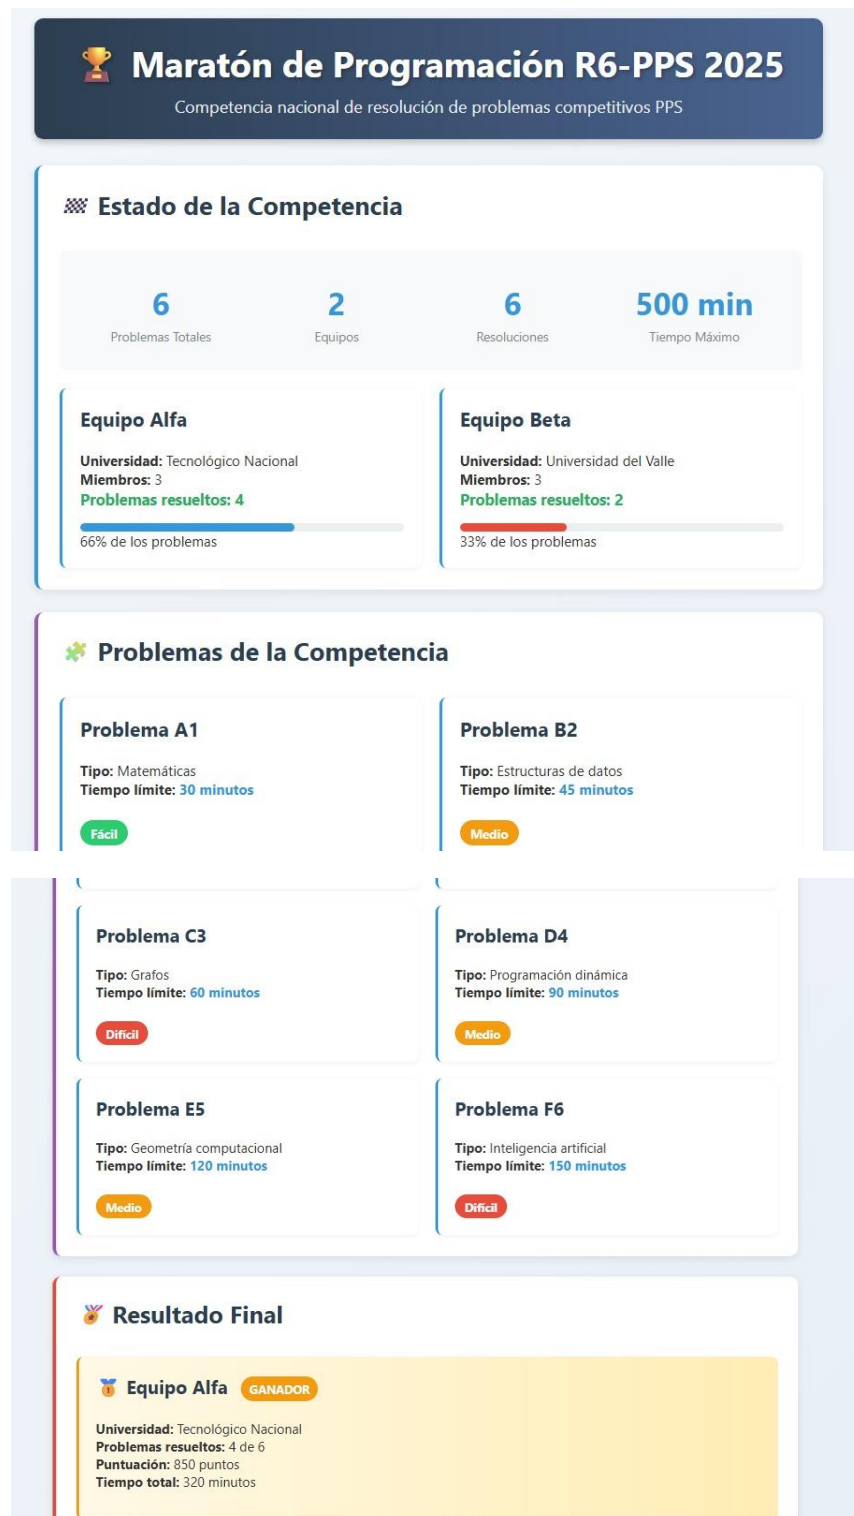 Maratón de Programación R6-PPS 2025
Competencia nacional de resolución de problemas competitivos PPS
Estado de la Competencia
6
Problemas Totales
2
Equipos
6
Resoluciones
500 min
Tiempo Máximo
Equipo Alfa
Universidad: Tecnológico Nacional
Miembros: 3
Problemas resueltos: 4
66% de los problemas
Equipo Beta
Universidad: Universidad del Valle
Miembros: 3
Problemas resueltos: 2
33% de los problemas
Problemas de la Competencia
Problema A1
Tipo: Matemáticas
Tiempo límite: 30 minutos
Fácil
Problema B2
Tipo: Estructuras de datos
Tiempo límite: 45 minutos
Medio
Problema C3
Tipo: Grafos
Tiempo límite: 60 minutos
Difícil
Problema D4
Tipo: Programación dinámica
Tiempo límite: 90 minutos
Medio
Problema E5
Tipo: Geometría computacional
Tiempo límite: 120 minutos
Medio
Problema F6
Tipo: Inteligencia artificial
Tiempo límite: 150 minutos
Difícil
Resultado Final
Equipo Alfa GANADOR
Universidad: Tecnológico Nacional
Problemas resueltos: 4 de 6
Puntuación: 850 puntos
Tiempo total: 320 minutos